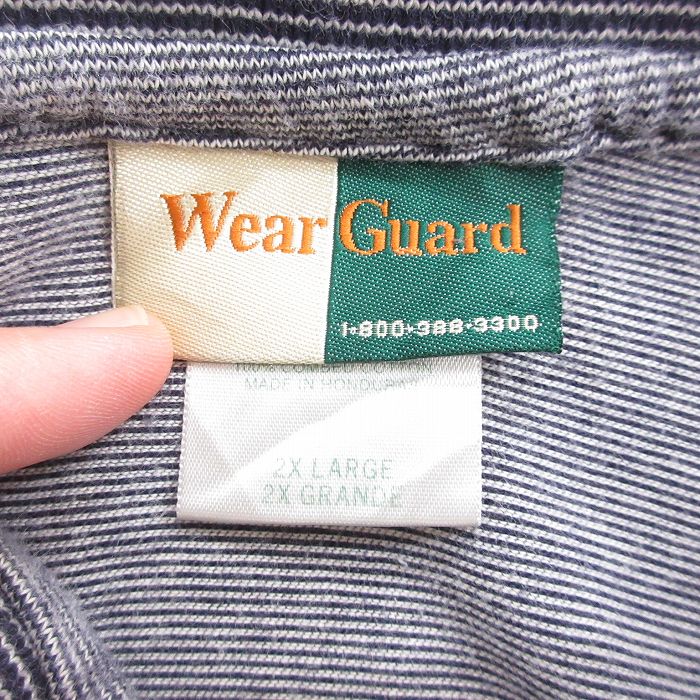 Wear Guard
1-800-388-3300
100% COMBED COTTON
MADE IN HONDURAS
2X LARGE
2X GRANDE